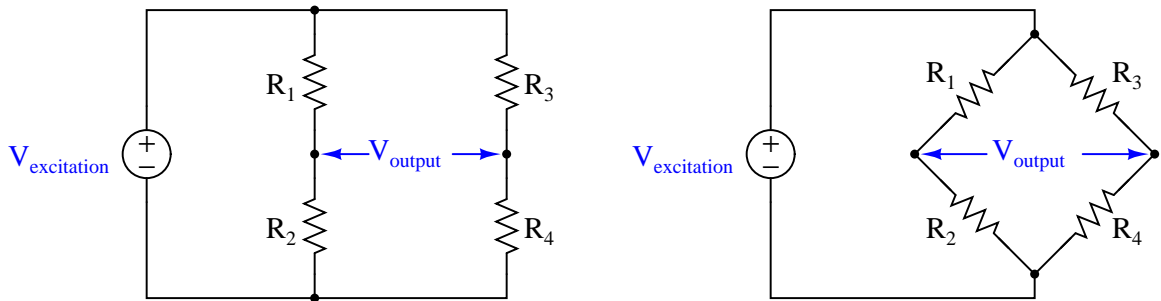 R1
R3
+
−
Vexcitation
Voutput
R2
R4
R1
R3
+
−
Vexcitation
Voutput
R2
R4